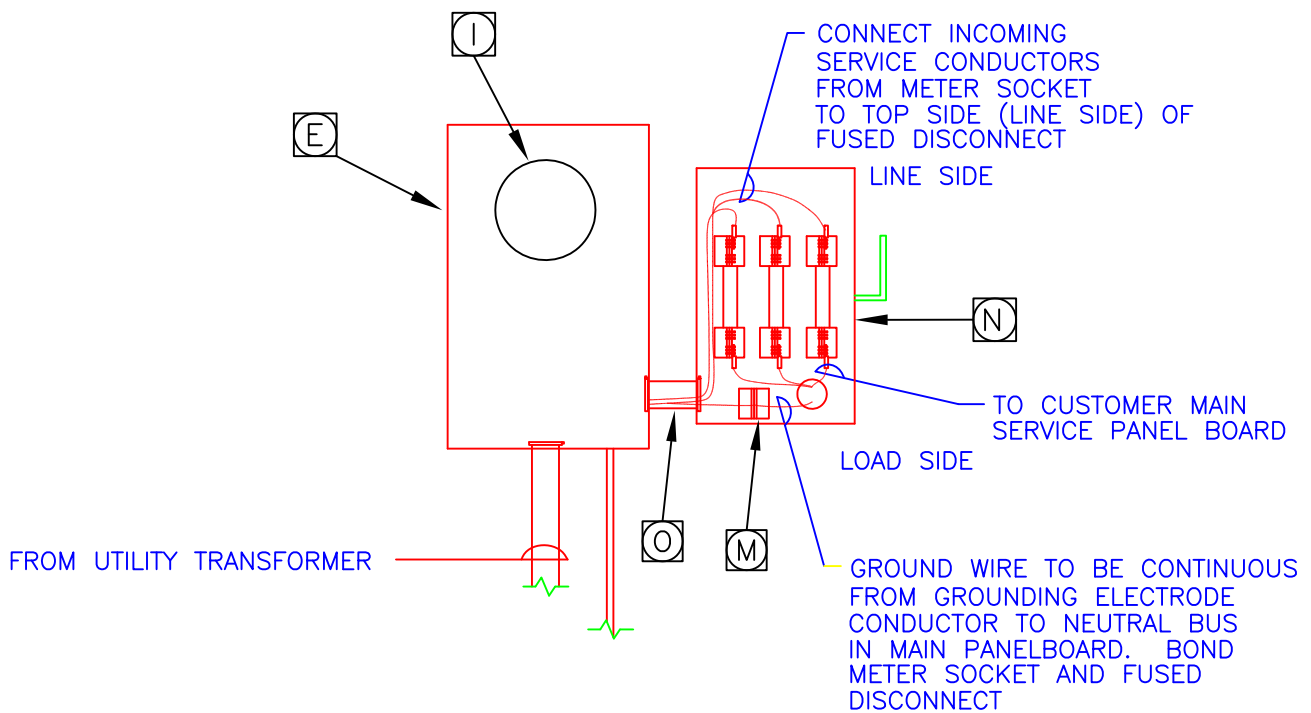 I
CONNECT INCOMING
SERVICE CONDUCTORS
FROM METER SOCKET
TO TOP SIDE (LINE SIDE) OF
FUSED DISCONNECT
E
LINE SIDE
N
TO CUSTOMER MAIN
SERVICE PANEL BOARD
LOAD SIDE
O
M
FROM UTILITY TRANSFORMER
GROUND WIRE TO BE CONTINUOUS
FROM GROUNDING ELECTRODE
CONDUCTOR TO NEUTRAL BUS
IN MAIN PANELBOARD. BOND
METER SOCKET AND FUSED
DISCONNECT